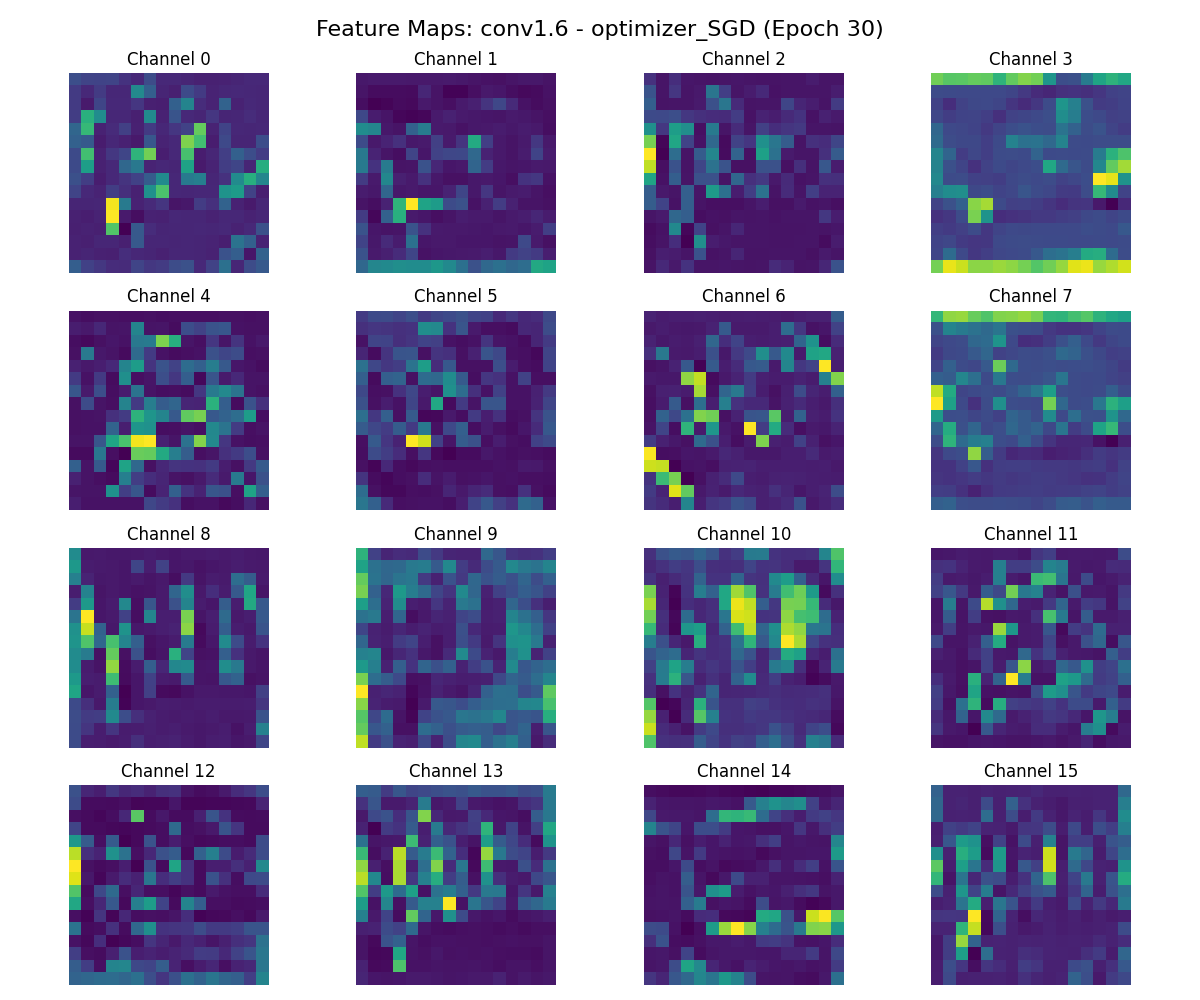 Feature Maps: conv1.6 - optimizer_SGD (Epoch 30)
Channel 0
Channel 1
Channel 2
Channel 3
Channel 4
Channel 5
Channel 6
Channel 7
Channel 8
Channel 9
Channel 10
Channel 11
Channel 12
Channel 13
Channel 14
Channel 15